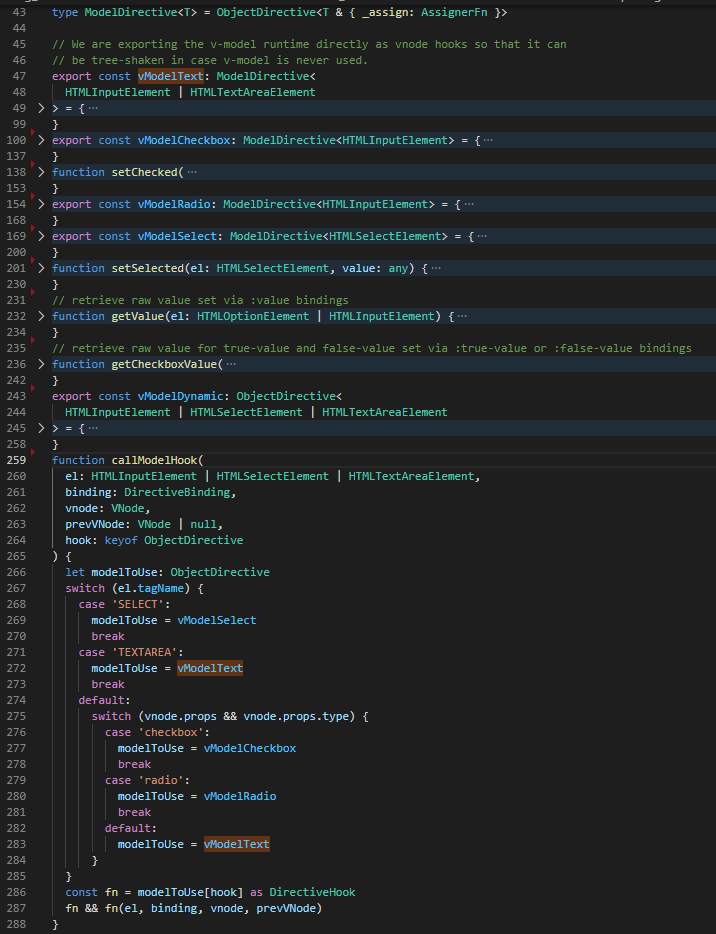 43 type ModelDirective<T> = ObjectDirective<T & { _assign: AssignerFn }>
44
45 // We are exporting the v-model runtime directly as vnode hooks so that it can
46 // be tree-shaken in case v-model is never used.
47 export const vModelText: ModelDirective<
48 HTMLInputElement | HTMLTextAreaElement
49 > > = { ⋯
99 }
100 > export const vModelCheckbox: ModelDirective<HTMLInputElement> = { ⋯
137 }
138 > function setChecked( ⋯
153 }
154 > export const vModelRadio: ModelDirective<HTMLInputElement> = { ⋯
168 }
169 > export const vModelSelect: ModelDirective<HTMLSelectElement> = { ⋯
200 }
201 > function setSelected(el: HTMLSelectElement, value: any) { ⋯
230 }
231 // retrieve raw value set via :value bindings
232 > function getValue(el: HTMLOptionElement | HTMLInputElement) { ⋯
234 }
235 // retrieve raw value for true-value and false-value set via :true-value or :false-value bindings
236 > function getCheckboxValue( ⋯
242 }
243 export const vModelDynamic: ObjectDirective<
244 HTMLInputElement | HTMLSelectElement | HTMLTextAreaElement
245 > > = { ⋯
258 }
259 function callModelHook(
260 el: HTMLInputElement | HTMLSelectElement | HTMLTextAreaElement,
261 binding: DirectiveBinding,
262 vnode: VNode,
263 prevVNode: VNode | null,
264 hook: keyof ObjectDirective
265 ) {
266 let modelToUse: ObjectDirective
267 switch (el.tagName) {
268 case 'SELECT':
269 modelToUse = vModelSelect
270 break
271 case 'TEXTAREA':
272 modelToUse = vModelText
273 break
274 default:
275 switch (vnode.props && vnode.props.type) {
276 case 'checkbox':
277 modelToUse = vModelCheckbox
278 break
279 case 'radio':
280 modelToUse = vModelRadio
281 break
282 default:
283 modelToUse = vModelText
284 }
285 }
286 const fn = modelToUse[hook] as DirectiveHook
287 fn && fn(el, binding, vnode, prevVNode)
288 }